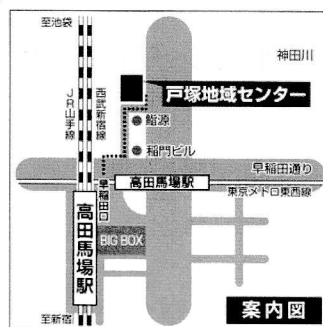 至池袋
神田川
JR山手線
西武新宿線
戸塚地域センター
鮨源
稲門ビル
早稲田通り
早稲田口
高田馬場駅
東京メトロ東西線
高田馬場駅
BIG BOX
至新宿
案内図